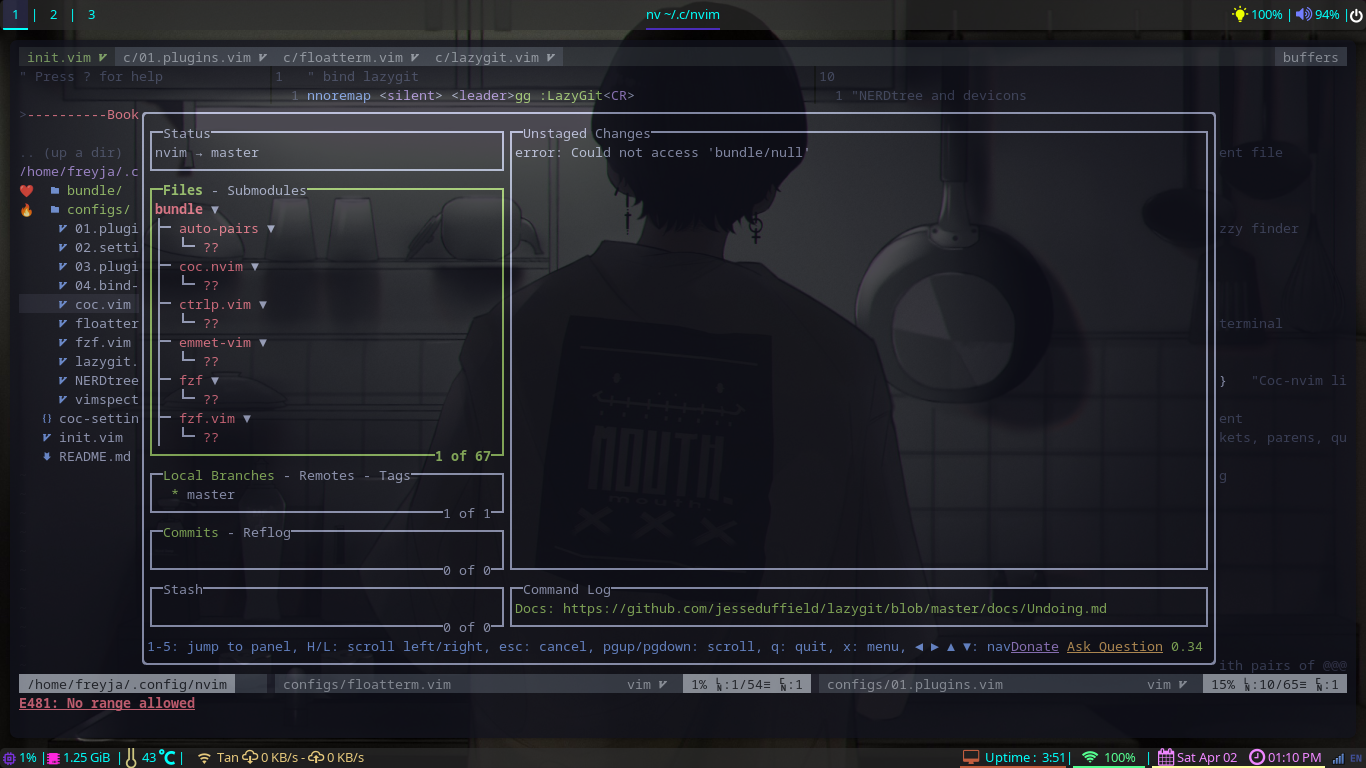 1 | 2 | 3
nv ~/.c/nvim
100% | 94% |
init.vim c/01.plugins.vim c/floatterm.vim c/lazygit.vim
buffers
" Press ? for help
1 " bind lazygit
10
1 nnoremap <silent> <leader>gg :LazyGit<CR>
1 "NERDtree and devicons
>----------Book
.. (up a dir)
/home/freyja/.c
bundle/
configs/
01.plugi
02.setti
03.plugi
04.bind-
coc.vim
floatter
fzf.vim
lazygit.
NERDtree
vimspect
coc-settin
init.vim
README.md
Status
nvim → master
Files - Submodules
bundle ▼
auto-pairs ▼
??
coc.nvim ▼
??
ctrlp.vim ▼
??
emmet-vim ▼
??
fzf ▼
??
fzf.vim ▼
??
1 of 67
Local Branches - Remotes - Tags
* master
1 of 1
Commits - Reflog
0 of 0
Stash
0 of 0
Unstaged Changes
error: Could not access 'bundle/null'
MOUTH.
mouth.
Command Log
Docs: https://github.com/jesseduffield/lazygit/blob/master/docs/Undoing.md
1-5: jump to panel, H/L: scroll left/right, esc: cancel, pgup/pgdown: scroll, q: quit, x: menu, ◀ ▶ ▲ ▼: navDonate Ask Question 0.34
ent file
zzy finder
terminal
} "Coc-nvim li
ent
kets, parens, qu
g
ith pairs of @@@
/home/freyja/.config/nvim
configs/floatterm.vim vim 1% LN:1/54≡ CN:1
configs/01.plugins.vim vim 15% LN:10/65≡ CN:1
E481: No range allowed
1% | 1.25 GiB | 43 °C | Tan 0 KB/s - 0 KB/s
Uptime : 3:51 | 100% Sat Apr 02 01:10 PM EN